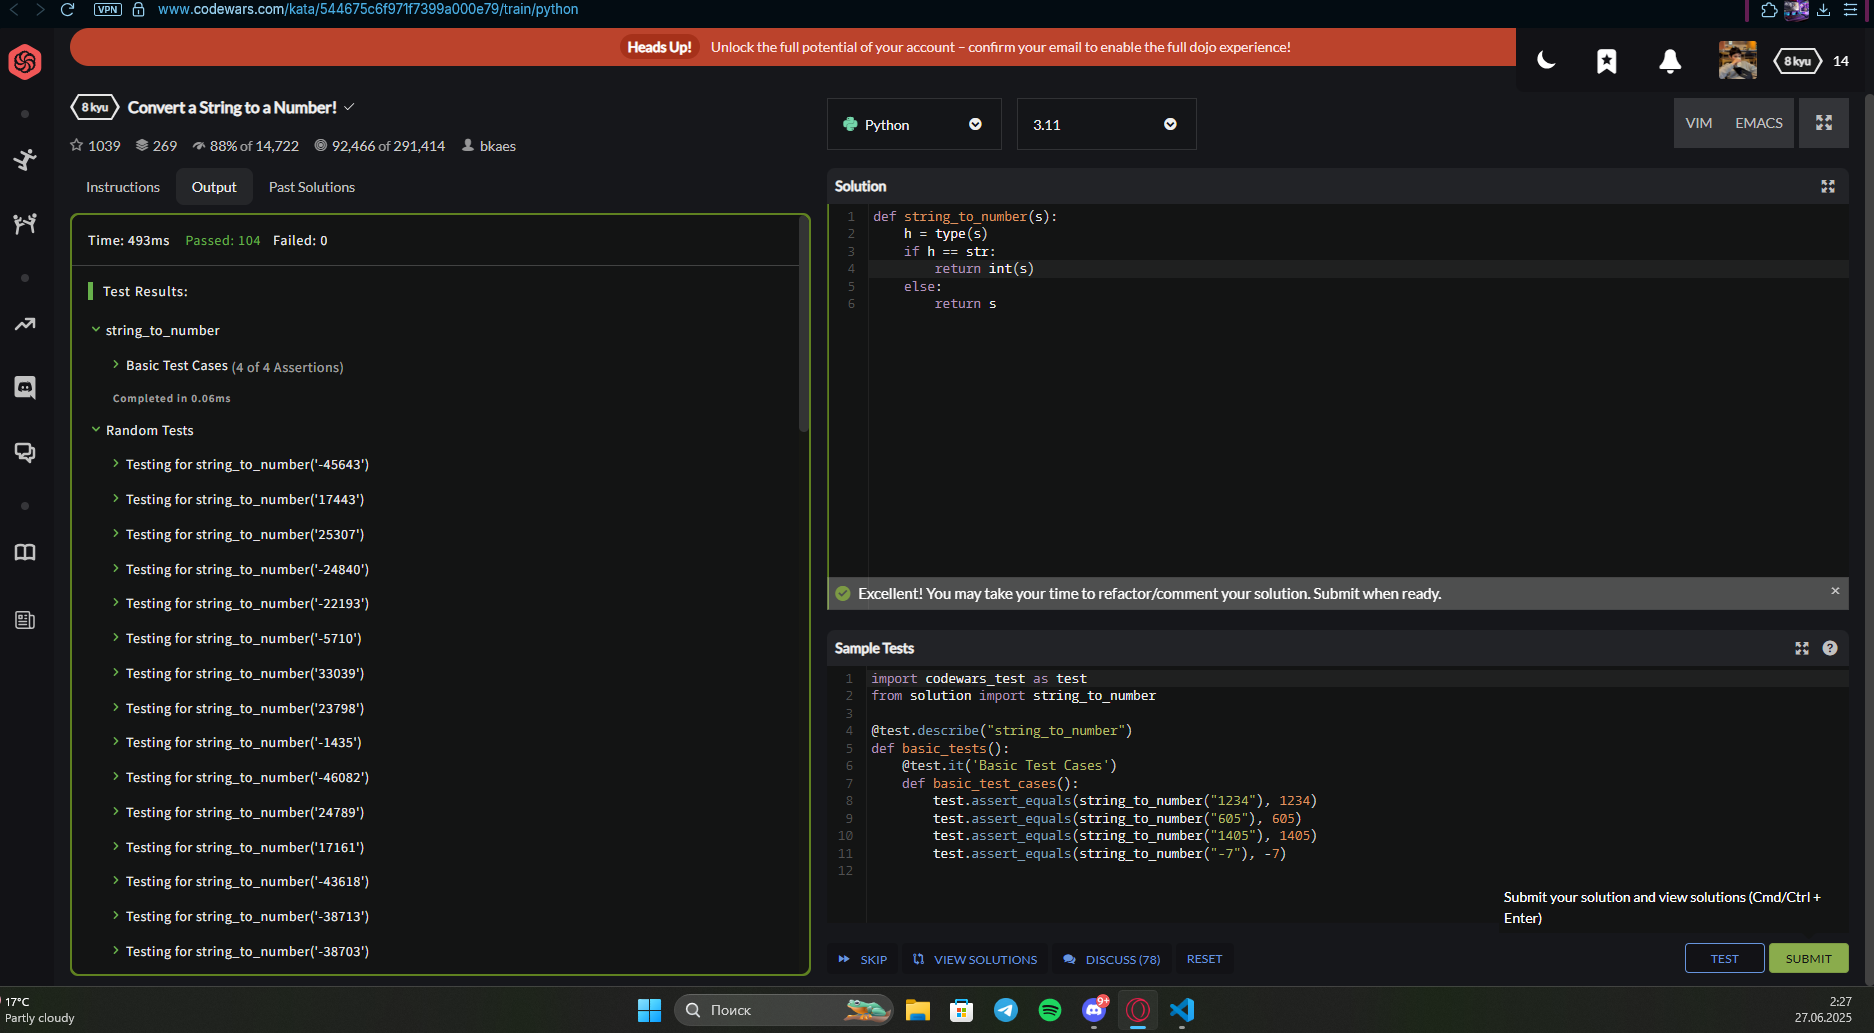 VPN
www.codewars.com/kata/544675c6f971f7399a000e79/train/python
Heads Up! Unlock the full potential of your account – confirm your email to enable the full dojo experience!
8 kyu 14
8 kyu Convert a String to a Number!
1039 269 88% of 14,722 92,466 of 291,414 bkaes
Instructions Output Past Solutions
Time: 493ms Passed: 104 Failed: 0
Test Results:
string_to_number
Basic Test Cases (4 of 4 Assertions)
Completed in 0.06ms
Random Tests
Testing for string_to_number('-45643')
Testing for string_to_number('17443')
Testing for string_to_number('25307')
Testing for string_to_number('-24840')
Testing for string_to_number('-22193')
Testing for string_to_number('-5710')
Testing for string_to_number('33039')
Testing for string_to_number('23798')
Testing for string_to_number('-1435')
Testing for string_to_number('-46082')
Testing for string_to_number('24789')
Testing for string_to_number('17161')
Testing for string_to_number('-43618')
Testing for string_to_number('-38713')
Testing for string_to_number('-38703')
Python 3.11 VIM EMACS
Solution
1 def string_to_number(s):
2 h = type(s)
3 if h == str:
4 return int(s)
5 else:
6 return s
Excellent! You may take your time to refactor/comment your solution. Submit when ready.
Sample Tests ?
1 import codewars_test as test
2 from solution import string_to_number
3
4 @test.describe("string_to_number")
5 def basic_tests():
6 @test.it('Basic Test Cases')
7 def basic_test_cases():
8 test.assert_equals(string_to_number("1234"), 1234)
9 test.assert_equals(string_to_number("605"), 605)
10 test.assert_equals(string_to_number("1405"), 1405)
11 test.assert_equals(string_to_number("-7"), -7)
12
Submit your solution and view solutions (Cmd/Ctrl +
Enter)
SKIP VIEW SOLUTIONS DISCUSS (78) RESET TEST SUBMIT
17°C
Partly cloudy
Поиск
9+
2:27
27.06.2025